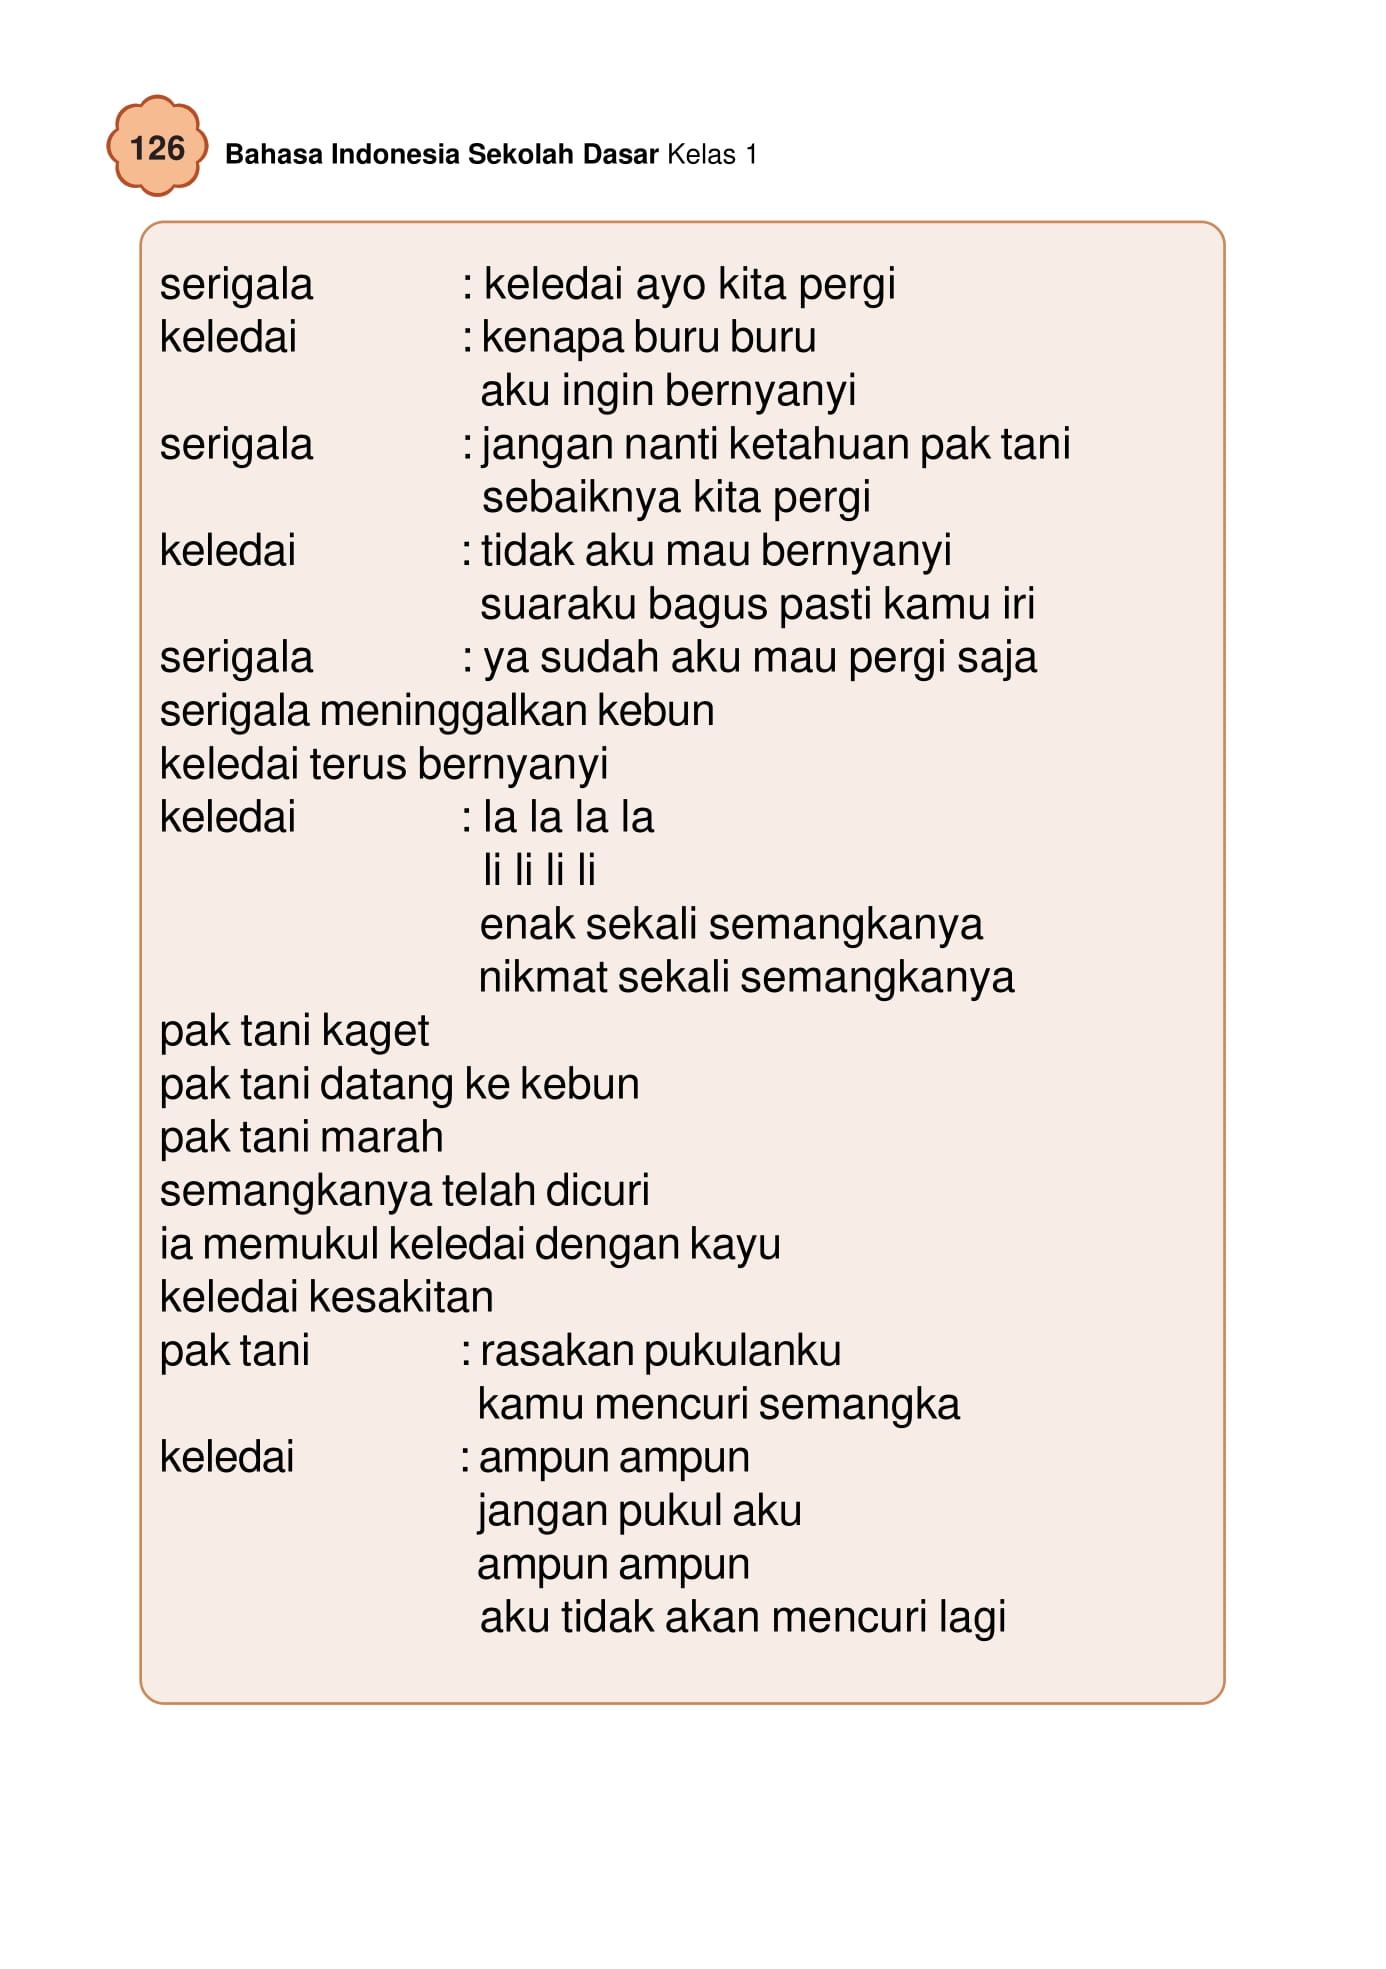 126
Bahasa Indonesia Sekolah Dasar Kelas 1
serigala : keledai ayo kita pergi
keledai : kenapa buru buru
aku ingin bernyanyi
serigala : jangan nanti ketahuan pak tani
sebaiknya kita pergi
keledai : tidak aku mau bernyanyi
suaraku bagus pasti kamu iri
serigala : ya sudah aku mau pergi saja
serigala meninggalkan kebun
keledai terus bernyanyi
keledai : la la la la
li li li li
enak sekali semangkanya
nikmat sekali semangkanya
pak tani kaget
pak tani datang ke kebun
pak tani marah
semangkanya telah dicuri
ia memukul keledai dengan kayu
keledai kesakitan
pak tani : rasakan pukulanku
kamu mencuri semangka
keledai : ampun ampun
jangan pukul aku
ampun ampun
aku tidak akan mencuri lagi